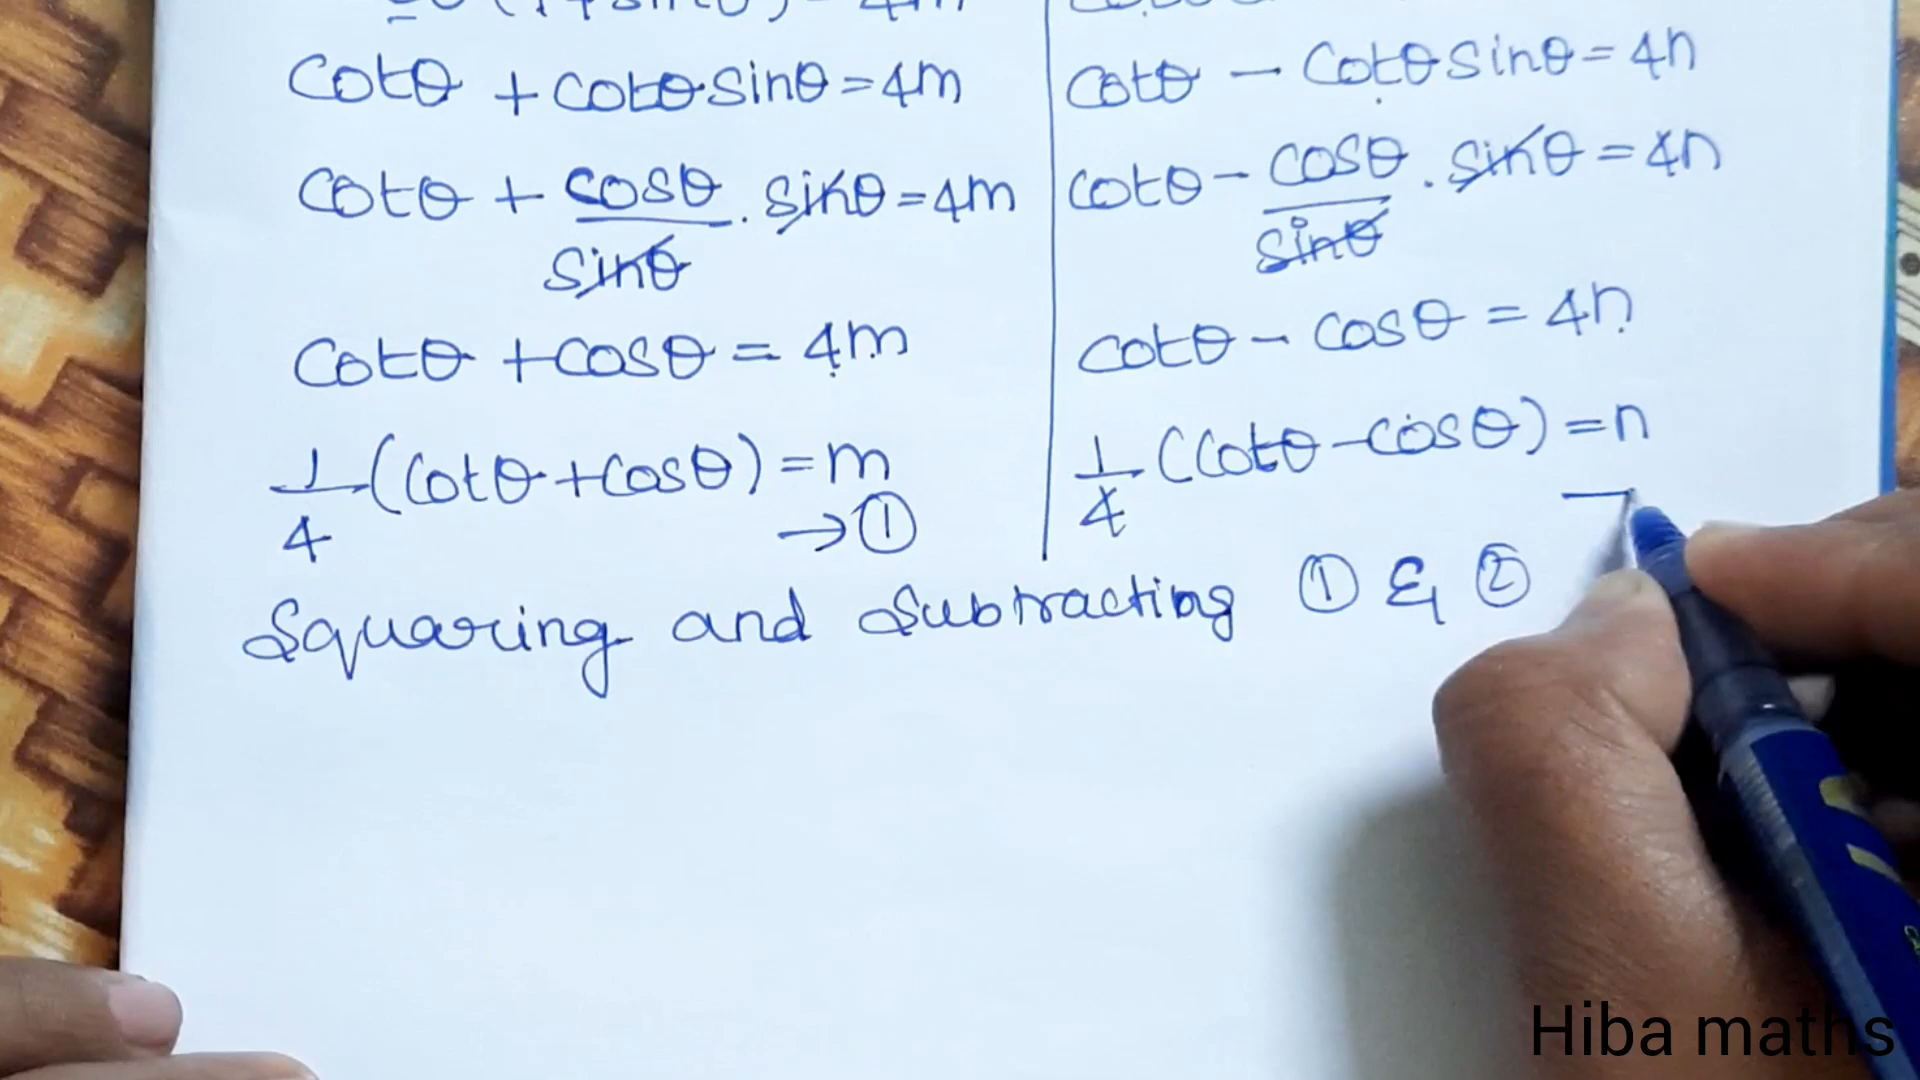 cotθ + cotθ·sinθ = 4m
cotθ + cosθ/sinθ . sinθ = 4m
cotθ + cosθ = 4m
1/4 (cotθ + cosθ) = m
→ ①
cotθ – cotθ sinθ = 4n
cotθ – cosθ/sinθ . sinθ = 4n
cotθ – cosθ = 4n
1/4 (cotθ – cosθ) = n
Squaring and Subtracting ① & ②
Hiba maths